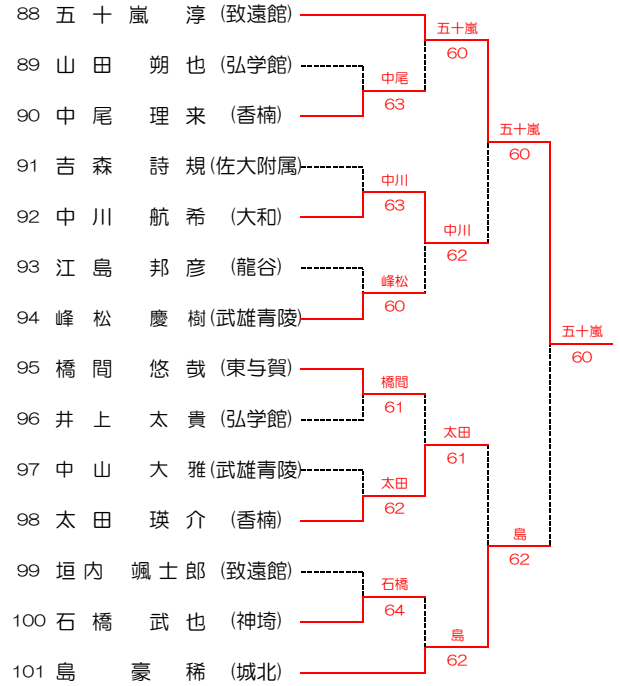 88 五十嵐 淳 (致遠館)
89 山田 朔也 (弘学館)
90 中尾 理来 (香楠)
91 吉森 詩規 (佐大附属)
92 中川 航希 (大和)
93 江島 邦彦 (龍谷)
94 峰松 慶樹 (武雄青陵)
95 橋間 悠哉 (東与賀)
96 井上 太貴 (弘学館)
97 中山 大雅 (武雄青陵)
98 太田 瑛介 (香楠)
99 垣内 颯士郎 (致遠館)
100 石橋 武也 (神埼)
101 島 豪稀 (城北)
中尾
63
中川
63
峰松
60
橋間
61
太田
62
石橋
64
五十嵐
60
中川
62
太田
61
島
62
五十嵐
60
島
62
五十嵐
60